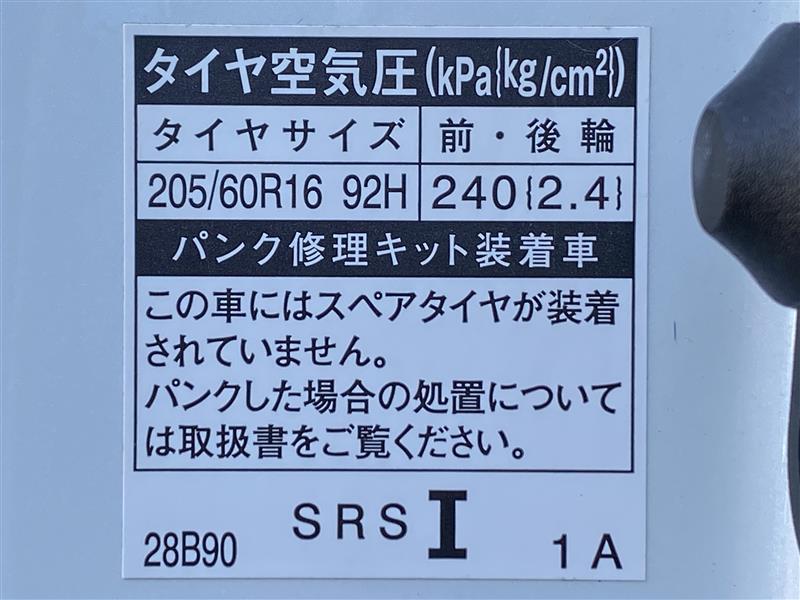 タイヤ空気圧(kPa{kg/cm²})
タイヤサイズ 前・後輪
205/60R16 92H 240{2.4}
パンク修理キット装着車
この車にはスペアタイヤが装着
されていません。
パンクした場合の処置について
は取扱書をご覧ください。
28B90 SRS I 1A